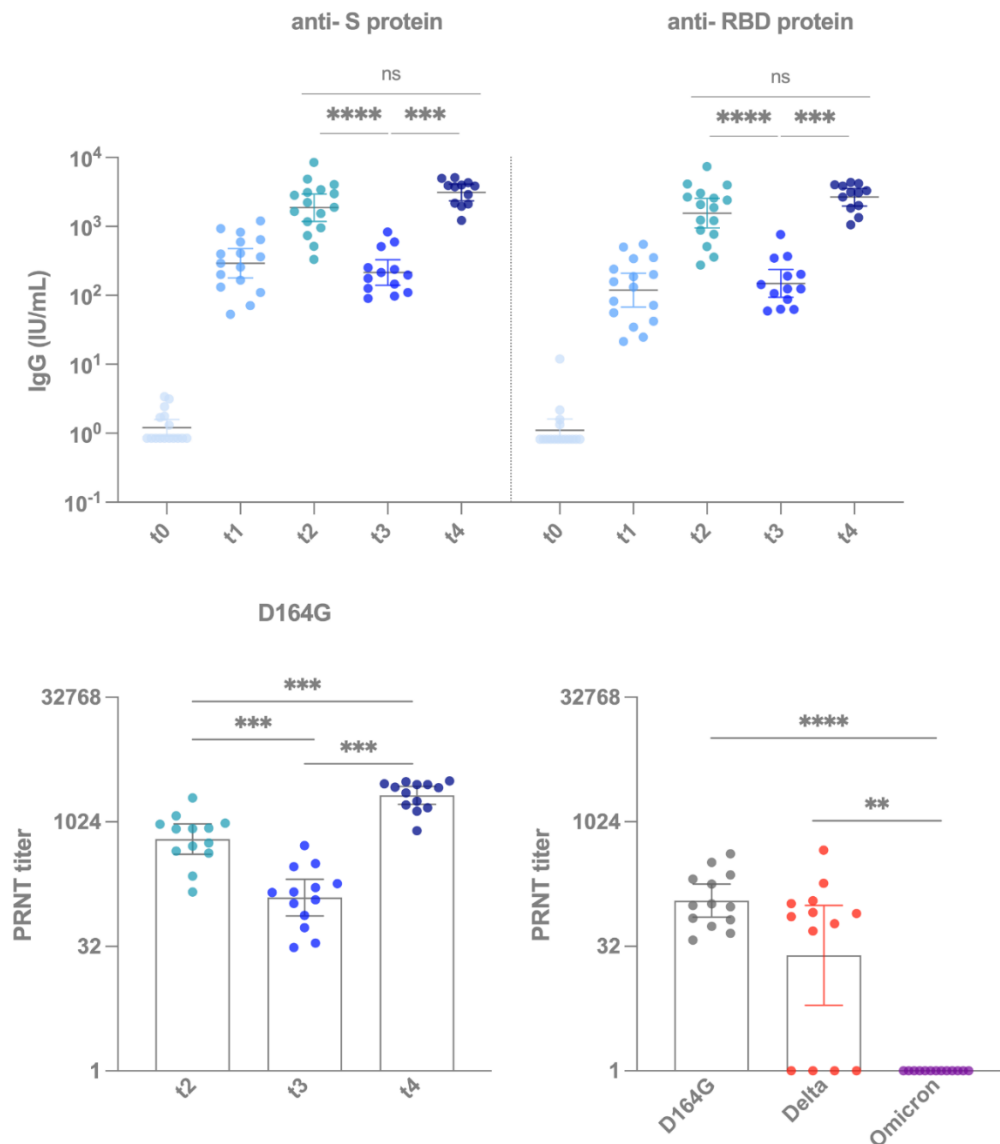 anti- S protein
anti- RBD protein
ns
ns
**** ***
**** ***
IgG (IU/mL)
10^4
10^3
10^2
10^1
10^0
10^-1
t0 t1 t2 t3 t4
t0 t1 t2 t3 t4
D164G
PRNT titer
32768
1024
32
1
***
***
***
t2 t3 t4
PRNT titer
32768
1024
32
1
****
**
D164G Delta Omicron